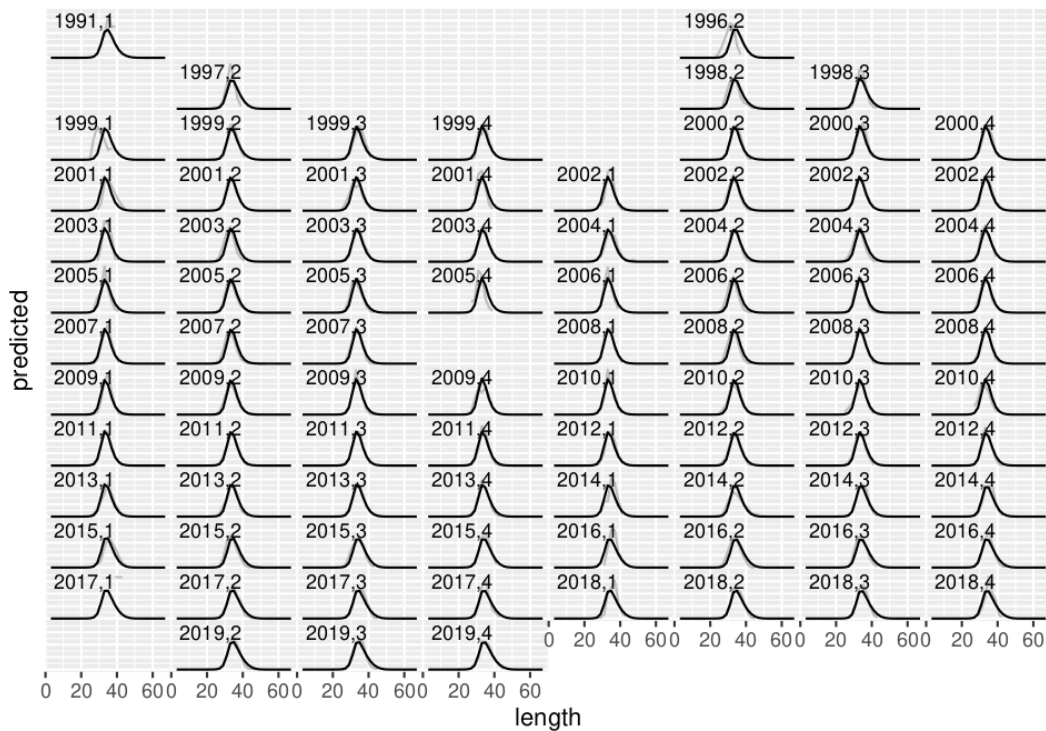 1991,1 1996,2
1997,2 1998,2 1998,3
1999,1 1999,2 1999,3 1999,4 2000,2 2000,3 2000,4
2001,1 2001,2 2001,3 2001,4 2002,1 2002,2 2002,3 2002,4
2003,1 2003,2 2003,3 2003,4 2004,1 2004,2 2004,3 2004,4
2005,1 2005,2 2005,3 2005,4 2006,1 2006,2 2006,3 2006,4
2007,1 2007,2 2007,3 2008,1 2008,2 2008,3 2008,4
2009,1 2009,2 2009,3 2009,4 2010,1 2010,2 2010,3 2010,4
2011,1 2011,2 2011,3 2011,4 2012,1 2012,2 2012,3 2012,4
2013,1 2013,2 2013,3 2013,4 2014,1 2014,2 2014,3 2014,4
2015,1 2015,2 2015,3 2015,4 2016,1 2016,2 2016,3 2016,4
2017,1 2017,2 2017,3 2017,4 2018,1 2018,2 2018,3 2018,4
2019,2 2019,3 2019,4
0 20 40 60 0 20 40 60 0 20 40 60 0 20 40 60
0 20 40 60 0 20 40 60 0 20 40 60 0 20 40 60
predicted
length